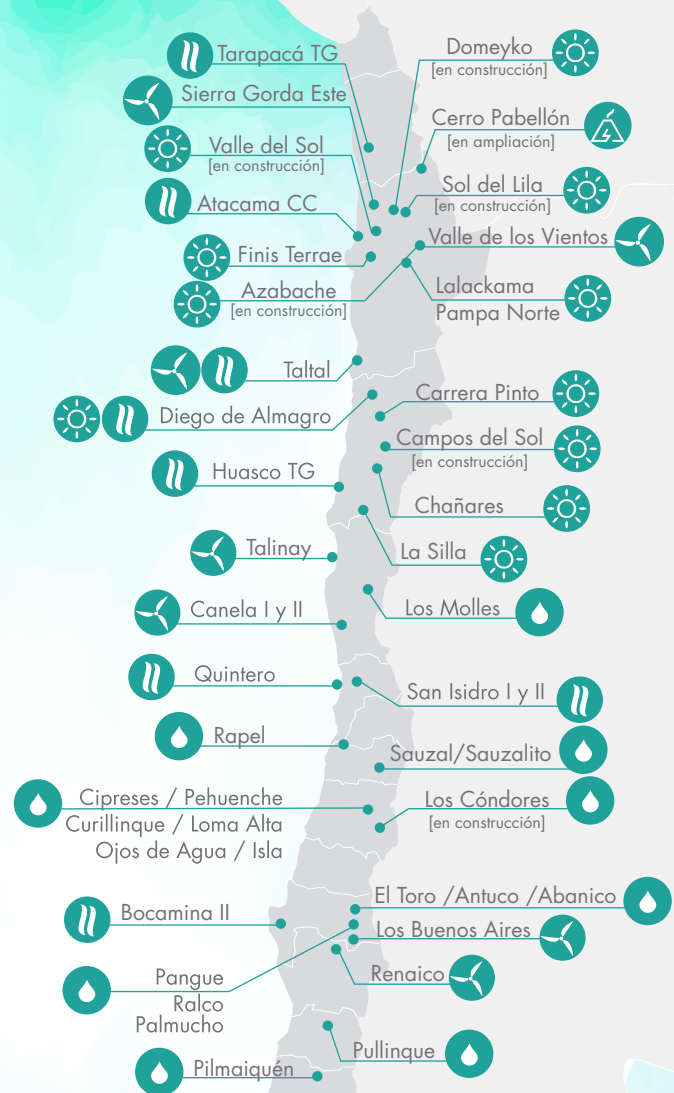 Tarapacá TG
Domeyko
[en construcción]
Sierra Gorda Este
Cerro Pabellón
[en ampliación]
Valle del Sol
[en construcción]
Sol del Lila
[en construcción]
Atacama CC
Valle de los Vientos
Finis Terrae
Azabache
[en construcción]
Lalackama
Pampa Norte
Taltal
Carrera Pinto
Diego de Almagro
Campos del Sol
[en construcción]
Huasco TG
Chañares
Talinay
La Silla
Canela I y II
Los Molles
Quintero
San Isidro I y II
Rapel
Sauzal/Sauzalito
Cipreses / Pehuenche
Curillinque / Loma Alta
Ojos de Agua / Isla
Los Cóndores
[en construcción]
El Toro /Antuco /Abanico
Bocamina II
Los Buenos Aires
Renaico
Pangue
Ralco
Palmucho
Pullinque
Pilmaiquén